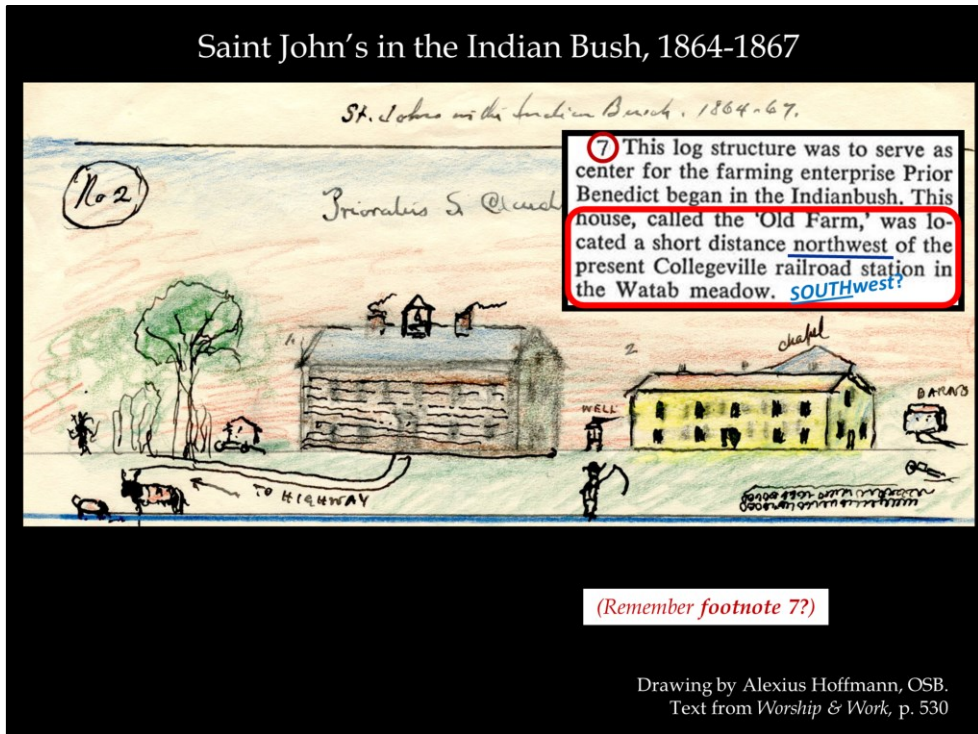 Saint John's in the Indian Bush, 1864-1867
St. Johns in the Indian Bush. 1864-67.
No 2
Prioratus S.
7 This log structure was to serve as
center for the farming enterprise Prior
Benedict began in the Indianbush. This
house, called the 'Old Farm,' was lo-
cated a short distance northwest of the
present Collegeville railroad station in
the Watab meadow. SOUTHwest?
1
2
chapel
WELL
BARNS
TO HIGHWAY
(Remember footnote 7?)
Drawing by Alexius Hoffmann, OSB.
Text from Worship & Work, p. 530